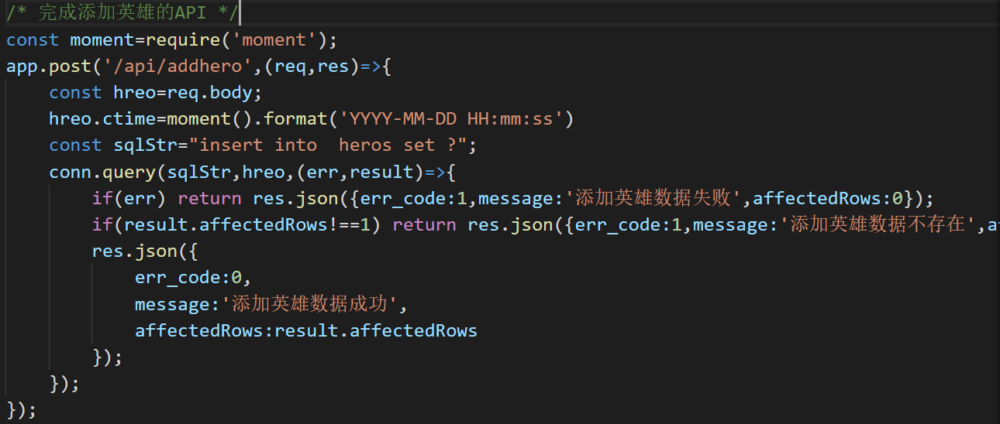 /* 完成添加英雄的API */
const moment=require('moment');
app.post('/api/addhero',(req,res)=>{
    const hreo=req.body;
    hreo.ctime=moment().format('YYYY-MM-DD HH:mm:ss')
    const sqlStr="insert into  heros set ?";
    conn.query(sqlStr,hreo,(err,result)=>{
        if(err) return res.json({err_code:1,message:'添加英雄数据失败',affectedRows:0});
        if(result.affectedRows!==1) return res.json({err_code:1,message:'添加英雄数据不存在',
        res.json({
            err_code:0,
            message:'添加英雄数据成功',
            affectedRows:result.affectedRows
        });
    });
});